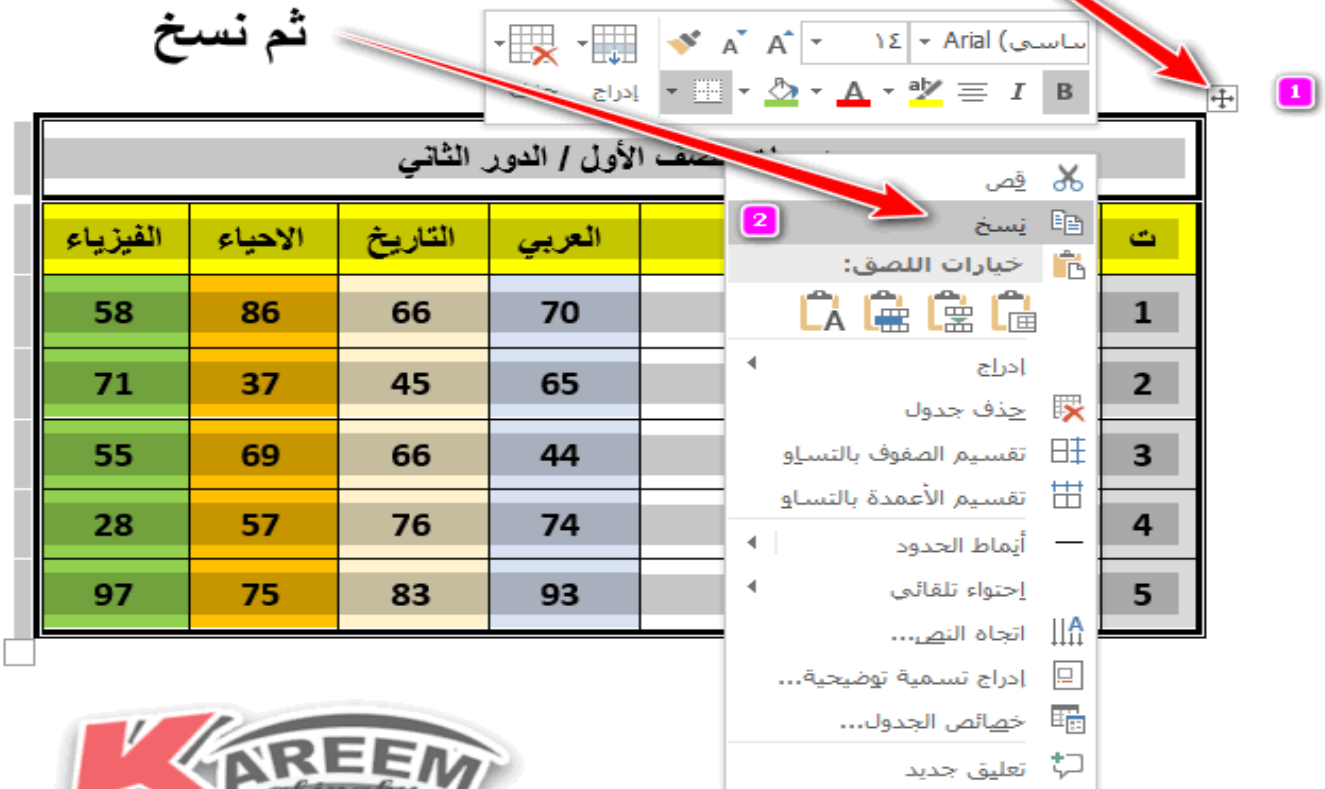 ثم نسخ
ساسي) Arial ١٤
A A
إدراج
B I A
1
الصف الأول / الدور الثاني
ت العربي التاريخ الاحياء الفيزياء
1 70 66 86 58
2 65 45 37 71
3 44 66 69 55
4 74 76 57 28
5 93 83 75 97
قص
نسخ
2
خيارات اللصق:
A
إدراج
حذف جدول
تقسيم الصفوف بالتساو
تقسيم الأعمدة بالتساو
أنماط الحدود
إحتواء تلقائي
اتجاه النص...
إدراج تسمية توضيحية...
خصائص الجدول...
تعليق جديد
KAREEM